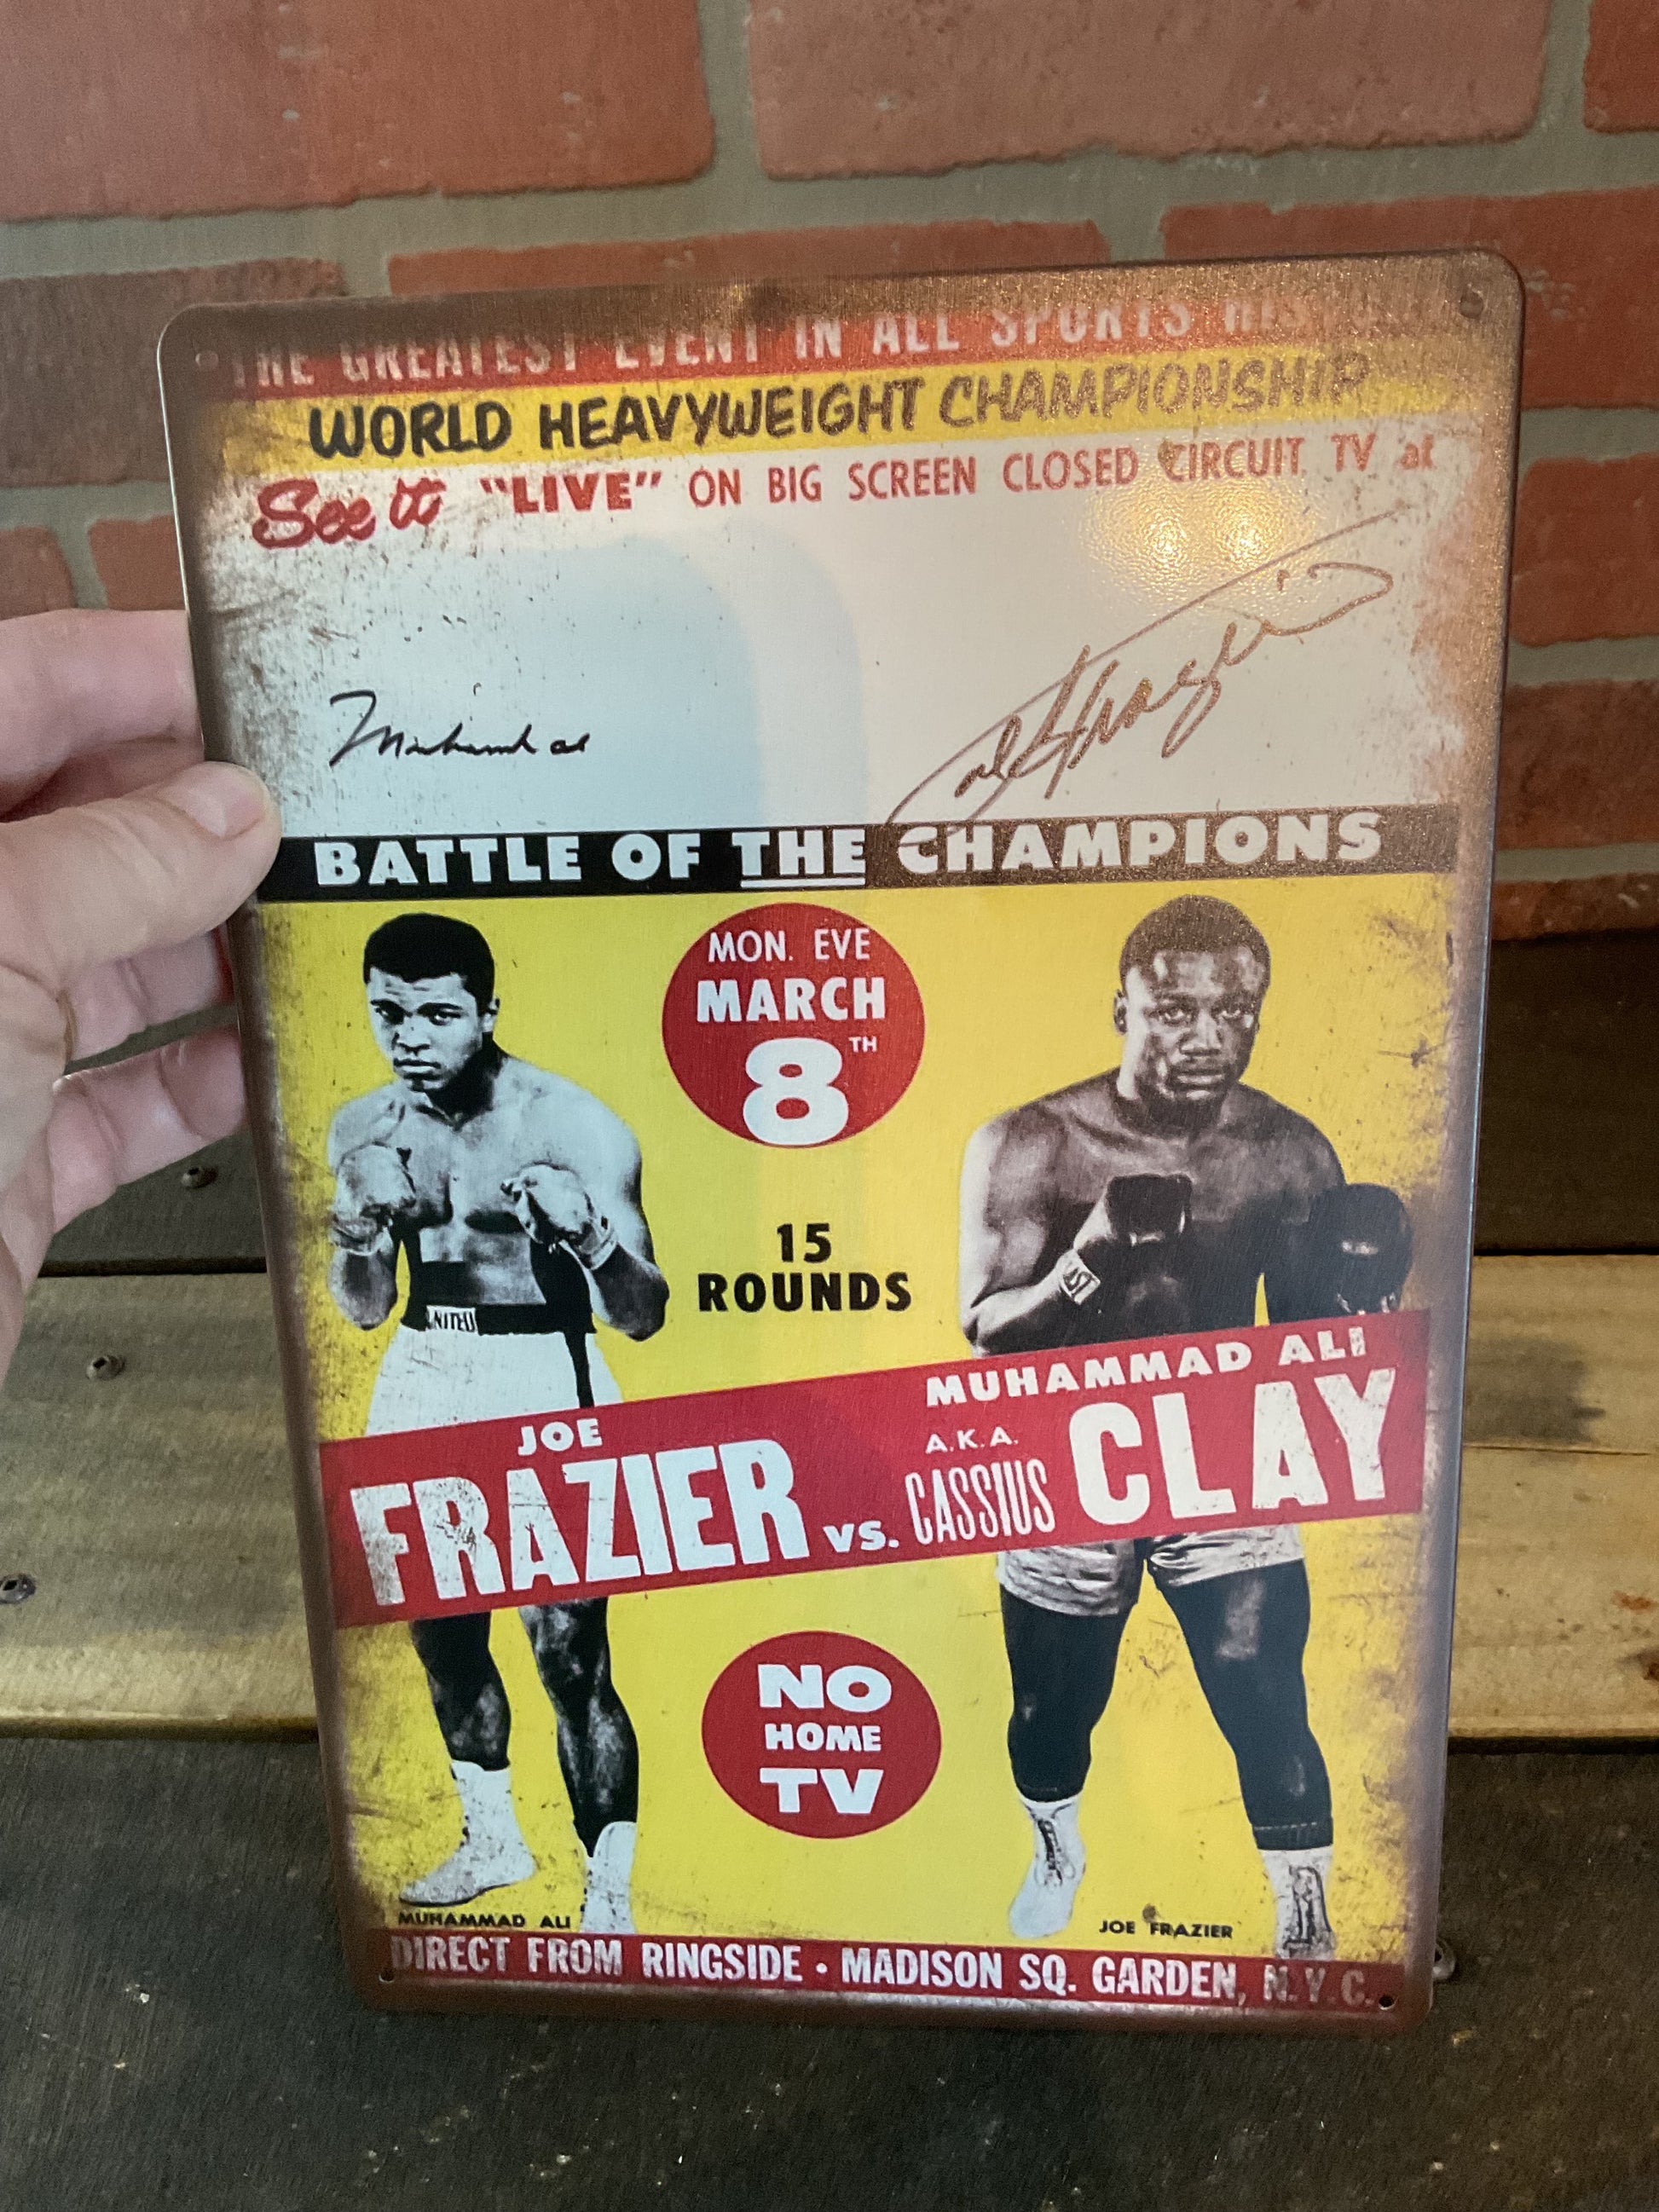 THE GREATEST EVENT IN ALL SPORTS
WORLD HEAVYWEIGHT CHAMPIONSHIP
See it "LIVE" ON BIG SCREEN CLOSED CIRCUIT TV at
BATTLE OF THE CHAMPIONS
MON. EVE
MARCH
8TH
15
ROUNDS
JOE
FRAZIER
VS.
MUHAMMAD ALI
A.K.A.
CASSIUS CLAY
NO
HOME
TV
MUHAMMAD ALI
JOE FRAZIER
DIRECT FROM RINGSIDE • MADISON SQ. GARDEN, N.Y.C.